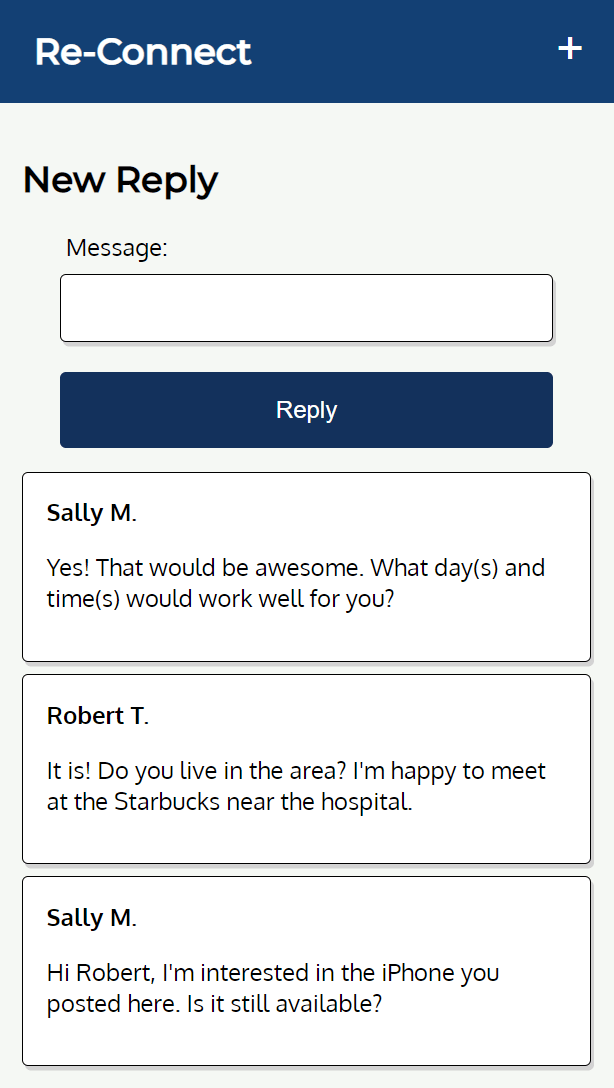 Re-Connect +
New Reply
Message:
Reply
Sally M.
Yes! That would be awesome. What day(s) and
time(s) would work well for you?
Robert T.
It is! Do you live in the area? I'm happy to meet
at the Starbucks near the hospital.
Sally M.
Hi Robert, I'm interested in the iPhone you
posted here. Is it still available?